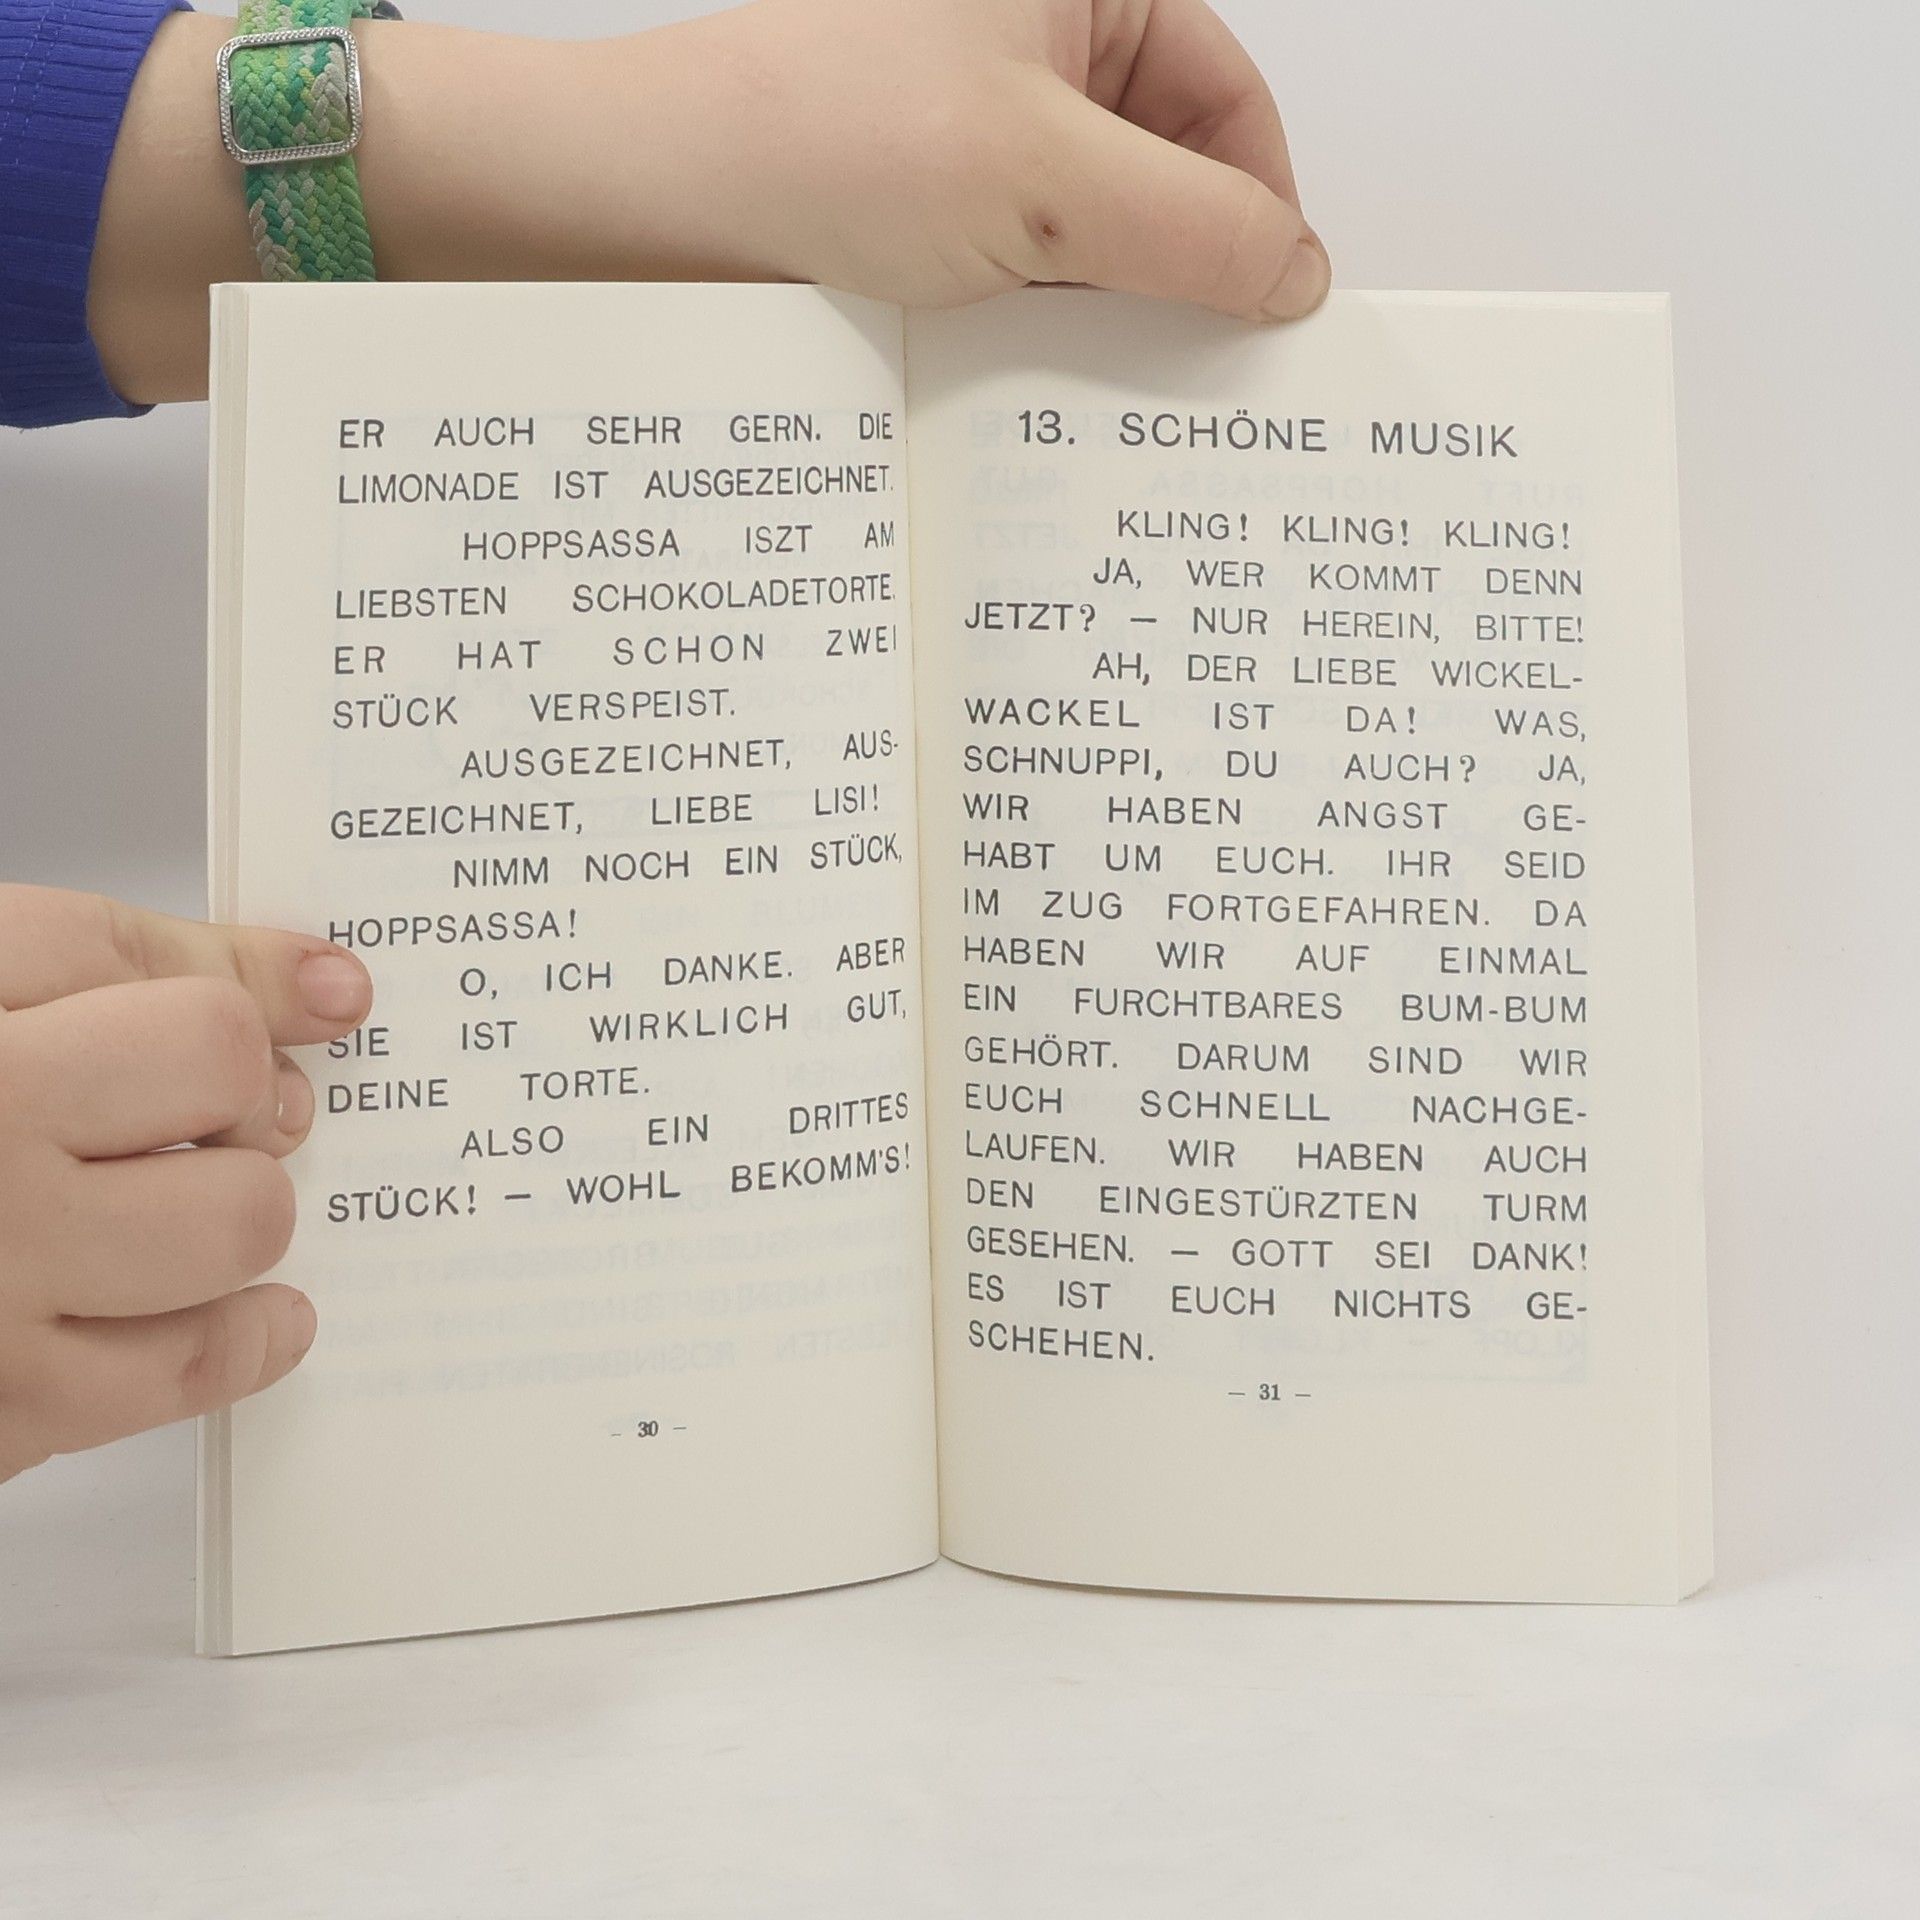 ER AUCH SEHR GERN. DIE
LIMONADE IST AUSGEZEICHNET.
HOPPSASSA ISZT AM
LIEBSTEN SCHOKOLADETORTE.
ER HAT SCHON ZWEI
STÜCK VERSPEIST.
AUSGEZEICHNET, AUS-
GEZEICHNET, LIEBE LISI!
NIMM NOCH EIN STÜCK,
HOPPSASSA!
O, ICH DANKE. ABER
SIE IST WIRKLICH GUT,
DEINE TORTE.
ALSO EIN DRITTES
STÜCK! — WOHL BEKOMM'S!
— 30 —
13. SCHÖNE MUSIK
KLING! KLING! KLING!
JA, WER KOMMT DENN
JETZT? — NUR HEREIN, BITTE!
AH, DER LIEBE WICKEL-
WACKEL IST DA! WAS,
SCHNUPPI, DU AUCH? JA,
WIR HABEN ANGST GE-
HABT UM EUCH. IHR SEID
IM ZUG FORTGEFAHREN. DA
HABEN WIR AUF EINMAL
EIN FURCHTBARES BUM-BUM
GEHÖRT. DARUM SIND WIR
EUCH SCHNELL NACHGE-
LAUFEN. WIR HABEN AUCH
DEN EINGESTÜRZTEN TURM
GESEHEN. — GOTT SEI DANK!
ES IST EUCH NICHTS GE-
SCHEHEN.
— 31 —